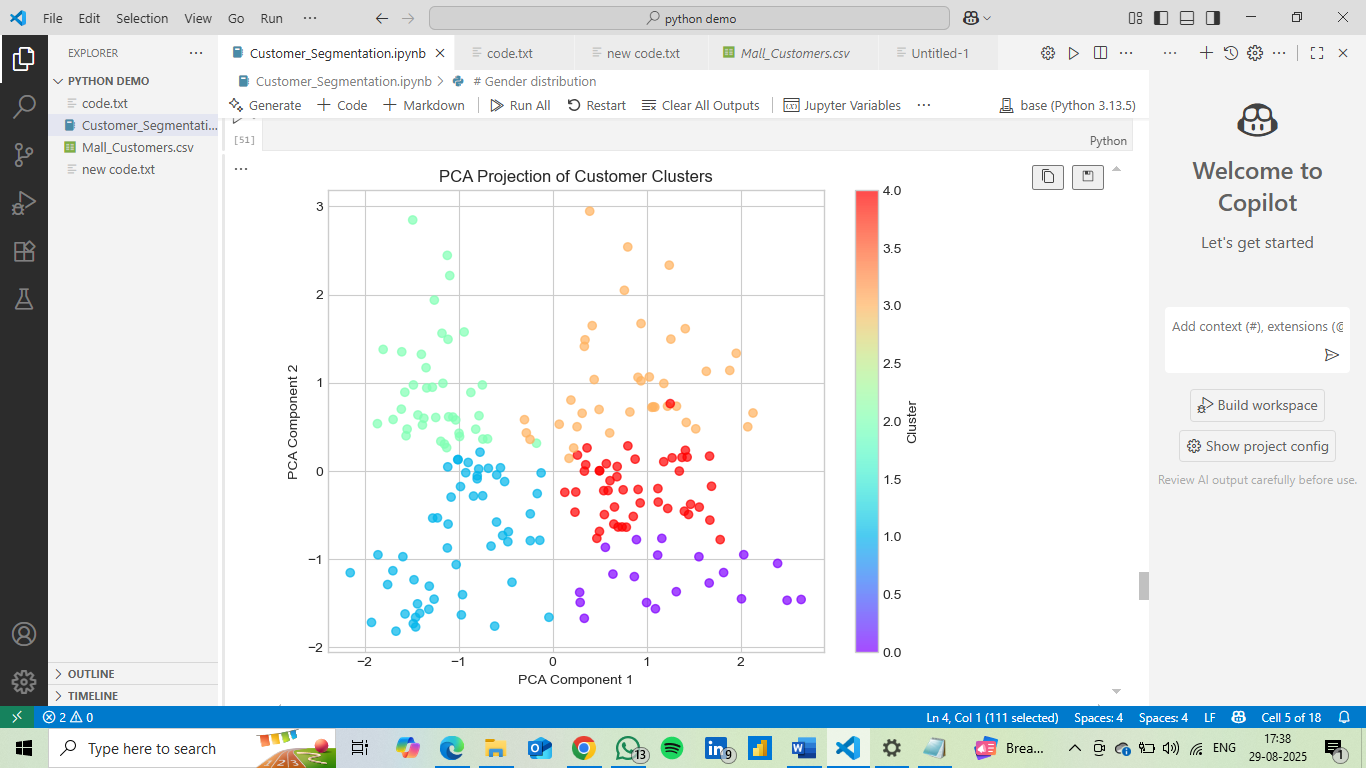 File Edit Selection View Go Run ···
python demo
EXPLORER ···
PYTHON DEMO
code.txt
Customer_Segmentati...
Mall_Customers.csv
new code.txt
OUTLINE
TIMELINE
Customer_Segmentation.ipynb
code.txt
new code.txt
Mall_Customers.csv
Untitled-1
Customer_Segmentation.ipynb > # Gender distribution
Generate + Code + Markdown Run All Restart Clear All Outputs Jupyter Variables ··· base (Python 3.13.5)
[51]
Python
PCA Projection of Customer Clusters
PCA Component 2
3
2
1
0
−1
−2
−2 −1 0 1 2
PCA Component 1
4.0
3.5
3.0
2.5
2.0
1.5
1.0
0.5
0.0
Cluster
Welcome to
Copilot
Let's get started
Add context (#), extensions (@
Build workspace
Show project config
Review AI output carefully before use.
2 0
Ln 4, Col 1 (111 selected) Spaces: 4 Spaces: 4 LF Cell 5 of 18
Type here to search
13
9
Brea...
ENG
17:38
29-08-2025
1